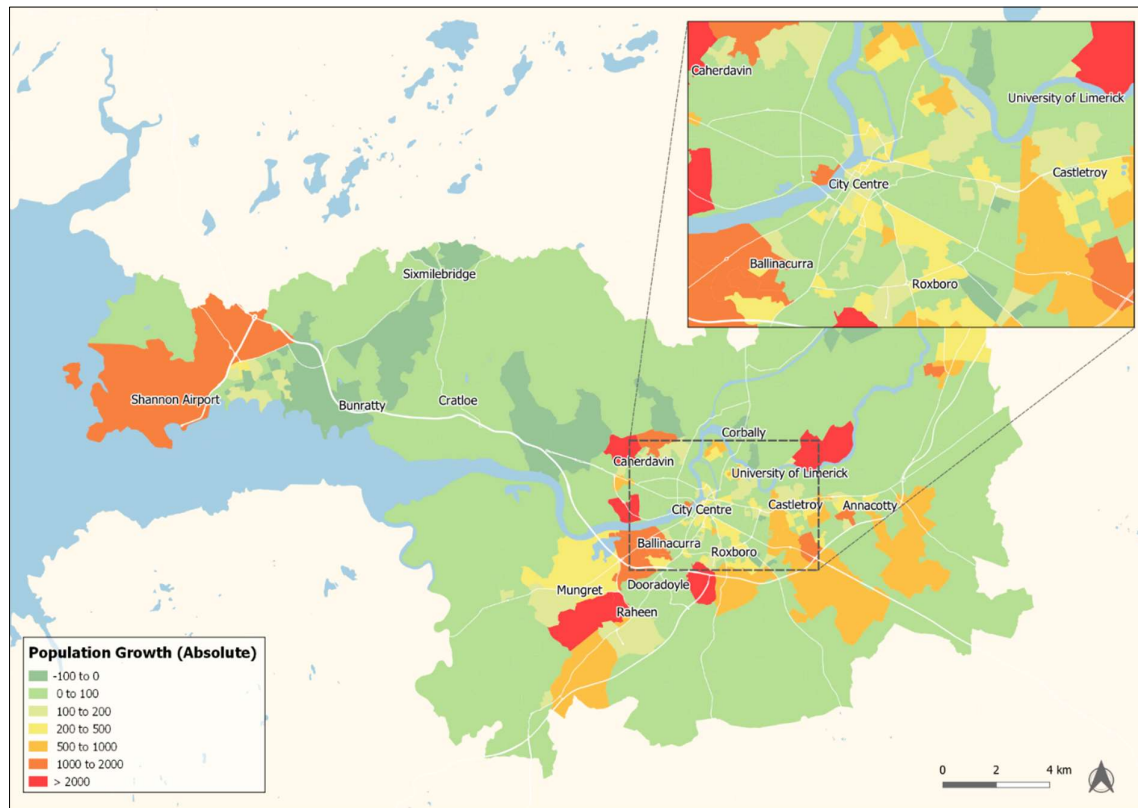 Caherdavin
University of Limerick
Castletroy
City Centre
Ballinacurra
Roxboro
Sixmilebridge
Shannon Airport
Bunratty
Cratloe
Corbally
Caherdavin
University of Limerick
City Centre
Castletroy
Annacotty
Ballinacurra
Roxboro
Mungret
Dooradoyle
Raheen
Population Growth (Absolute)
-100 to 0
0 to 100
100 to 200
200 to 500
500 to 1000
1000 to 2000
> 2000
0 2 4 km